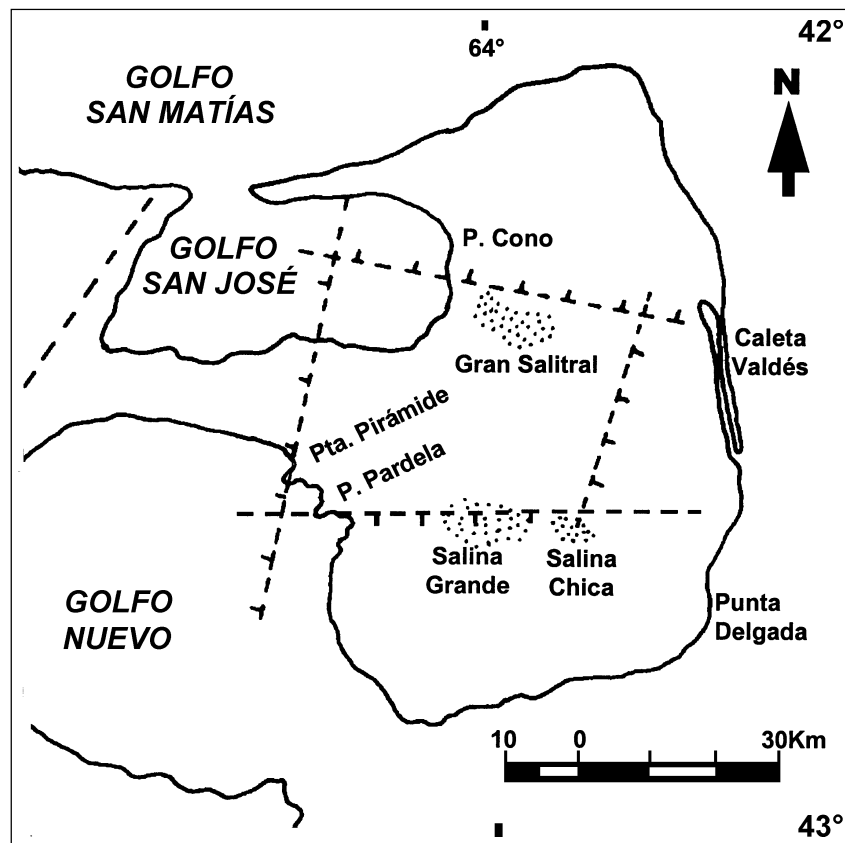 64°
42°
GOLFO
SAN MATÍAS
N
P. Cono
GOLFO
SAN JOSÉ
Gran Salitral
Caleta
Valdés
Pta. Pirámide
P. Pardela
Salina
Grande
Salina
Chica
GOLFO
NUEVO
Punta
Delgada
10 0 30Km
43°